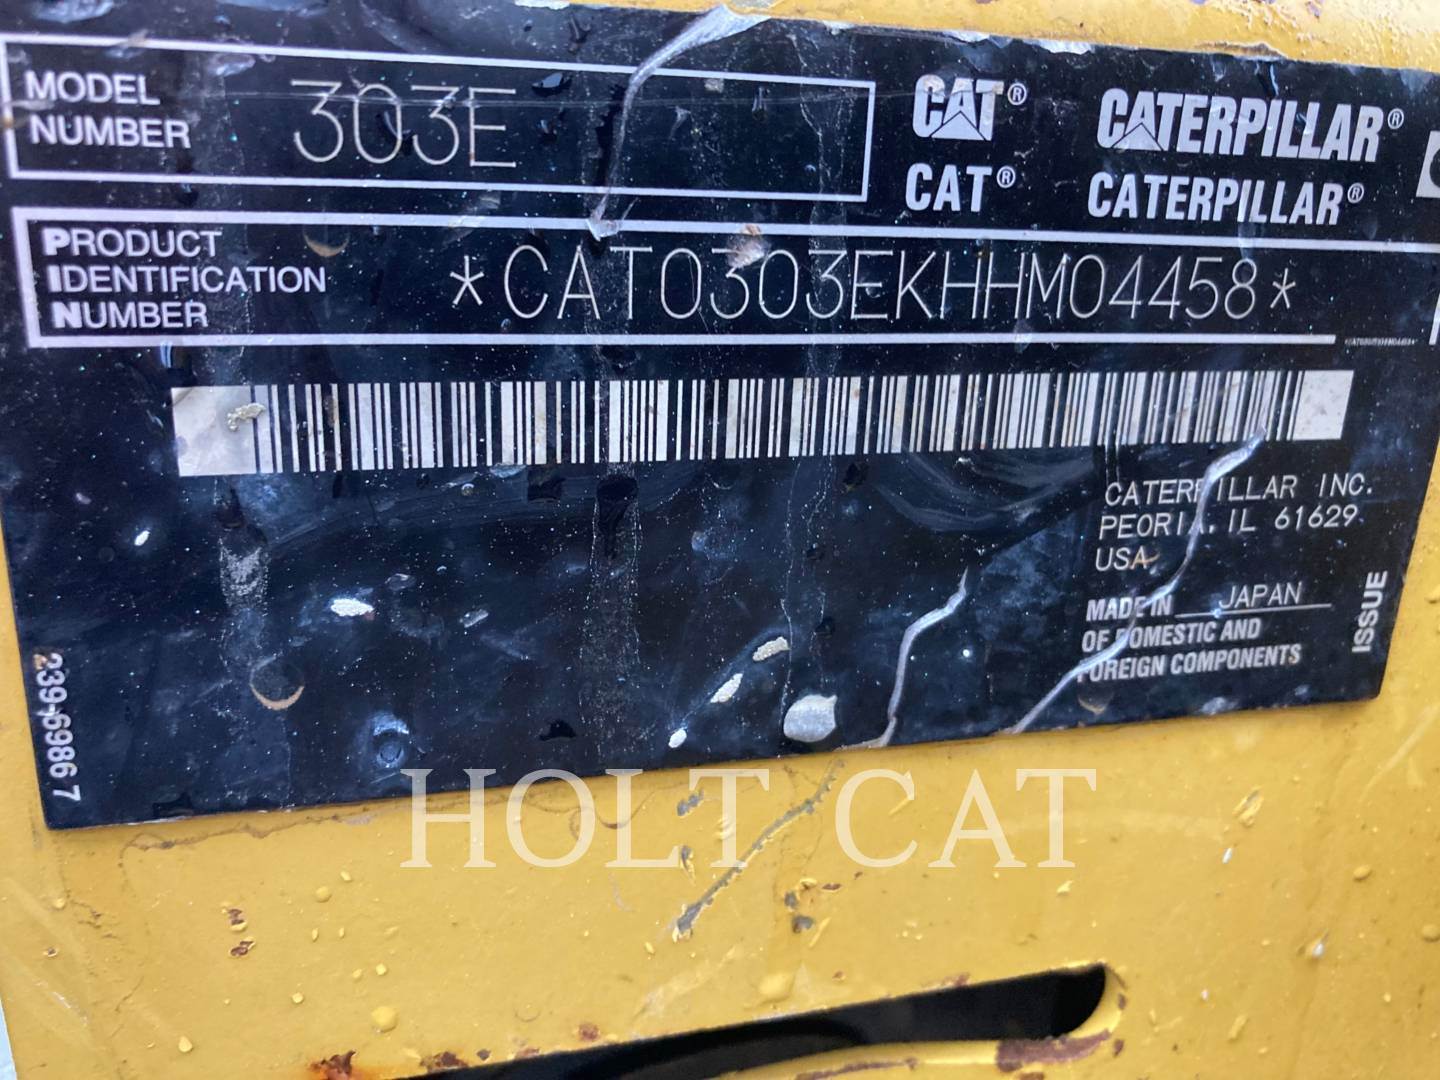 MODEL
NUMBER
303E
CAT® CATERPILLAR®
CAT® CATERPILLAR®
PRODUCT
IDENTIFICATION
NUMBER
*CAT0303EKHHM04458*
CATERPILLAR INC.
PEORIA, IL 61629
USA
MADE IN JAPAN
OF DOMESTIC AND
FOREIGN COMPONENTS
ISSUE
239-6986 7
HOLT CAT